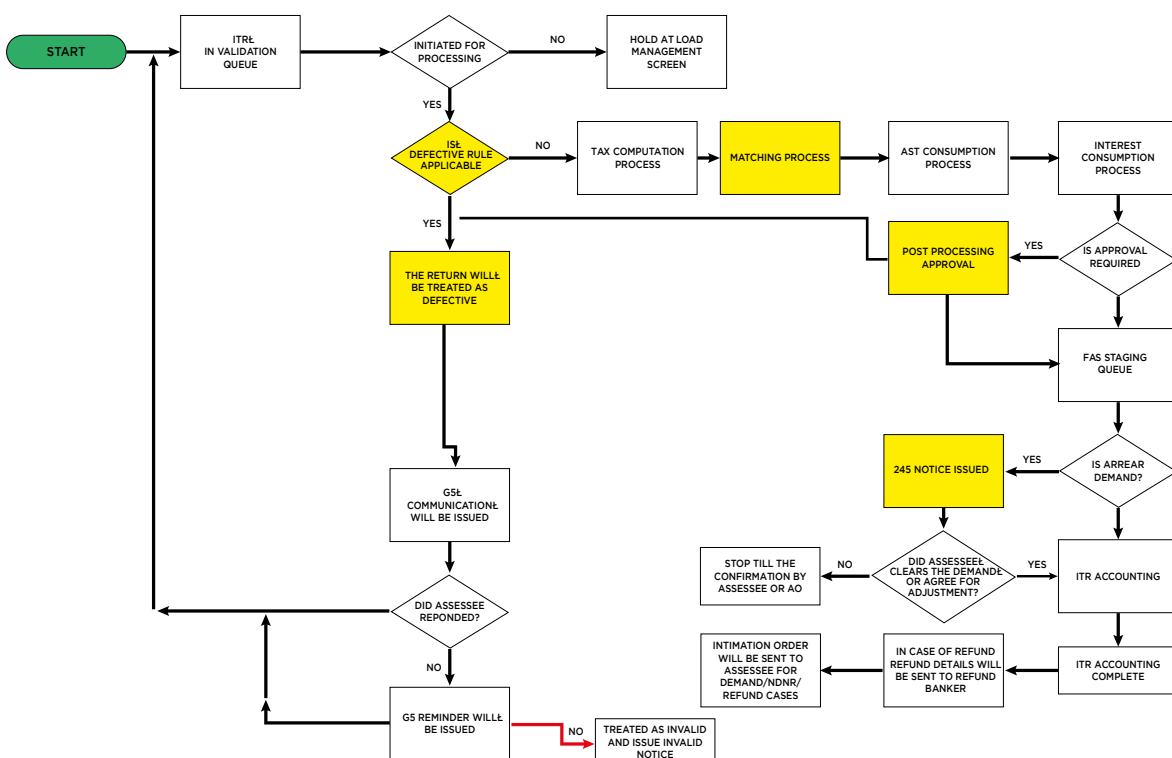 START
ITRŁ
IN VALIDATION
QUEUE
INITIATED FOR
PROCESSING
NO
HOLD AT LOAD
MANAGEMENT
SCREEN
YES
ISŁ
DEFECTIVE RULE
APPLICABLE
NO
TAX COMPUTATION
PROCESS
MATCHING PROCESS
AST CONSUMPTION
PROCESS
INTEREST
CONSUMPTION
PROCESS
YES
THE RETURN WILLŁ
BE TREATED AS
DEFECTIVE
POST PROCESSING
APPROVAL
YES
IS APPROVAL
REQUIRED
FAS STAGING
QUEUE
G5Ł
COMMUNICATIONŁ
WILL BE ISSUED
245 NOTICE ISSUED
YES
IS ARREAR
DEMAND?
STOP TILL THE
CONFIRMATION BY
ASSESSEE OR AO
NO
DID ASSESSEEŁ
CLEARS THE DEMANDŁ
OR AGREE FOR
ADJUSTMENT?
YES
ITR ACCOUNTING
DID ASSESSEE
REPONDED?
NO
INTIMATION ORDER
WILL BE SENT TO
ASSESSEE FOR
DEMAND/NDNR/
REFUND CASES
IN CASE OF REFUND
REFUND DETAILS WILL
BE SENT TO REFUND
BANKER
ITR ACCOUNTING
COMPLETE
G5 REMINDER WILLŁ
BE ISSUED
NO
TREATED AS INVALID
AND ISSUE INVALID
NOTICE